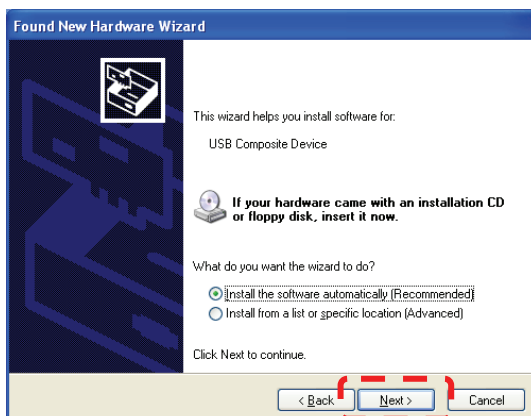 Found New Hardware Wizard
This wizard helps you install software for:
USB Composite Device
If your hardware came with an installation CD
or floppy disk, insert it now.
What do you want the wizard to do?
Install the software automatically (Recommended)
Install from a list or specific location (Advanced)
Click Next to continue.
< Back Next > Cancel